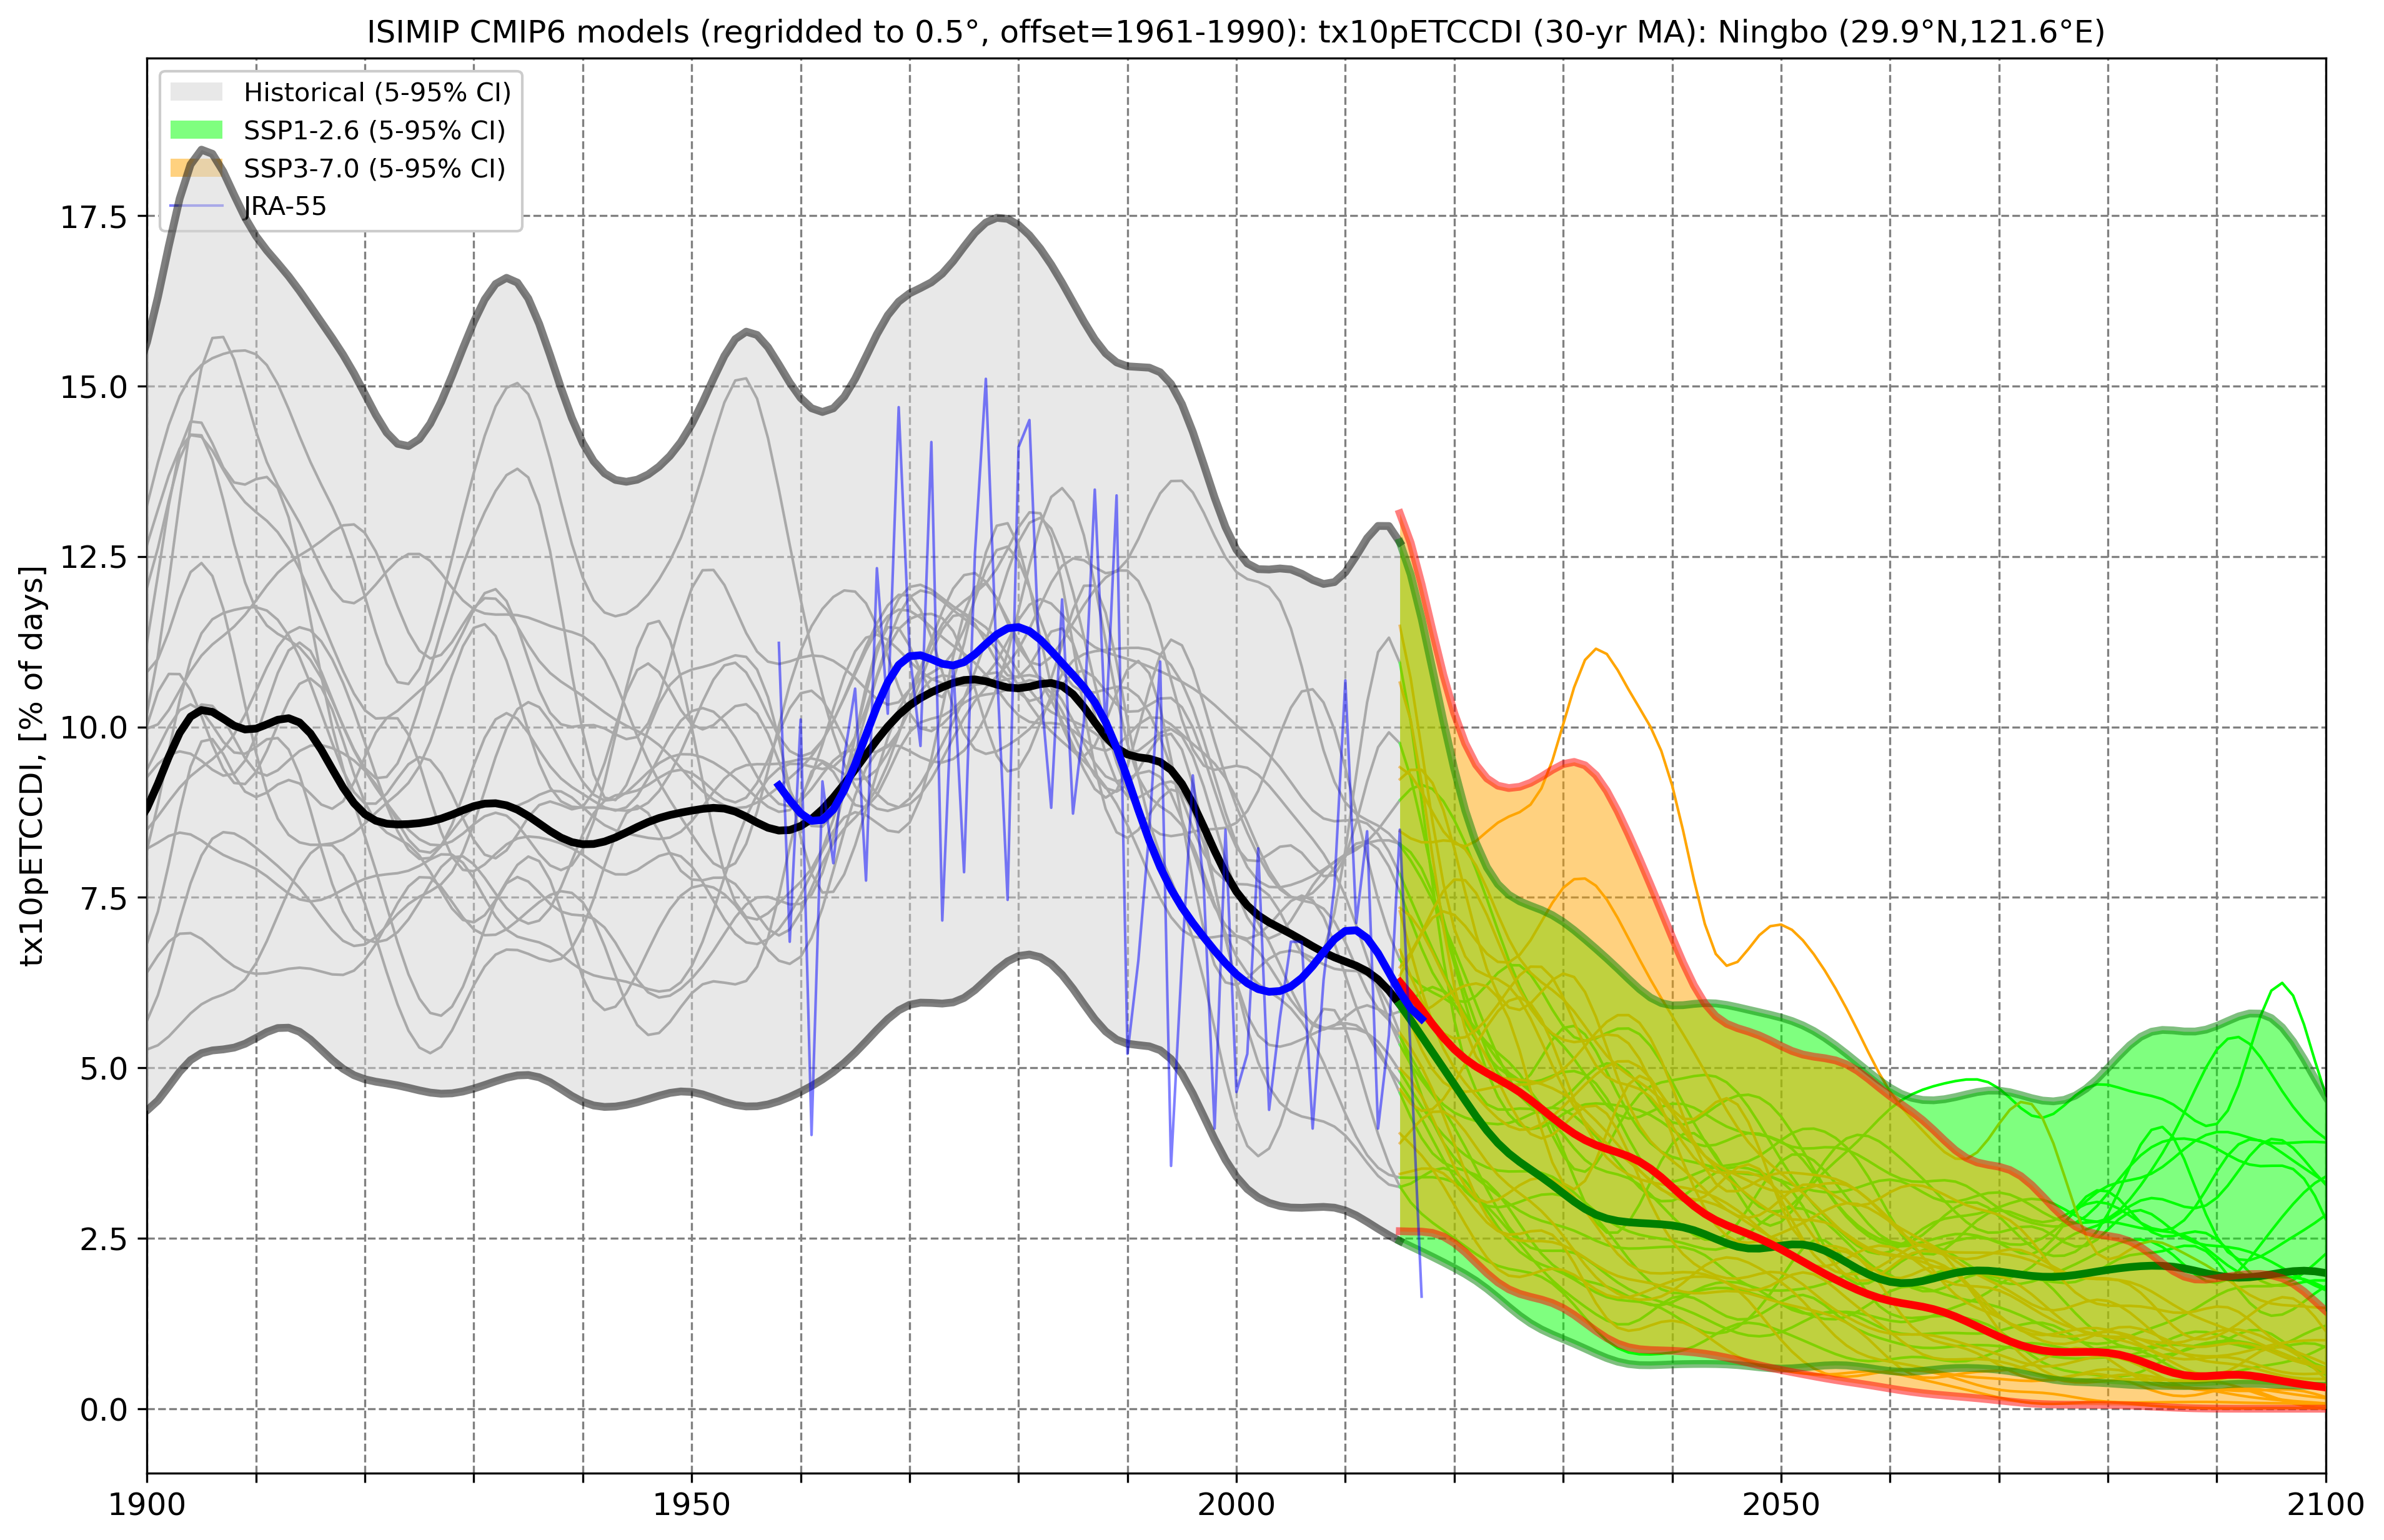 ISIMIP CMIP6 models (regridded to 0.5°, offset=1961-1990): tx10pETCCDI (30-yr MA): Ningbo (29.9°N,121.6°E)
Historical (5-95% CI)
SSP1-2.6 (5-95% CI)
SSP3-7.0 (5-95% CI)
JRA-55
tx10pETCCDI, [% of days]
17.5
15.0
12.5
10.0
7.5
5.0
2.5
0.0
1900 1950 2000 2050 2100